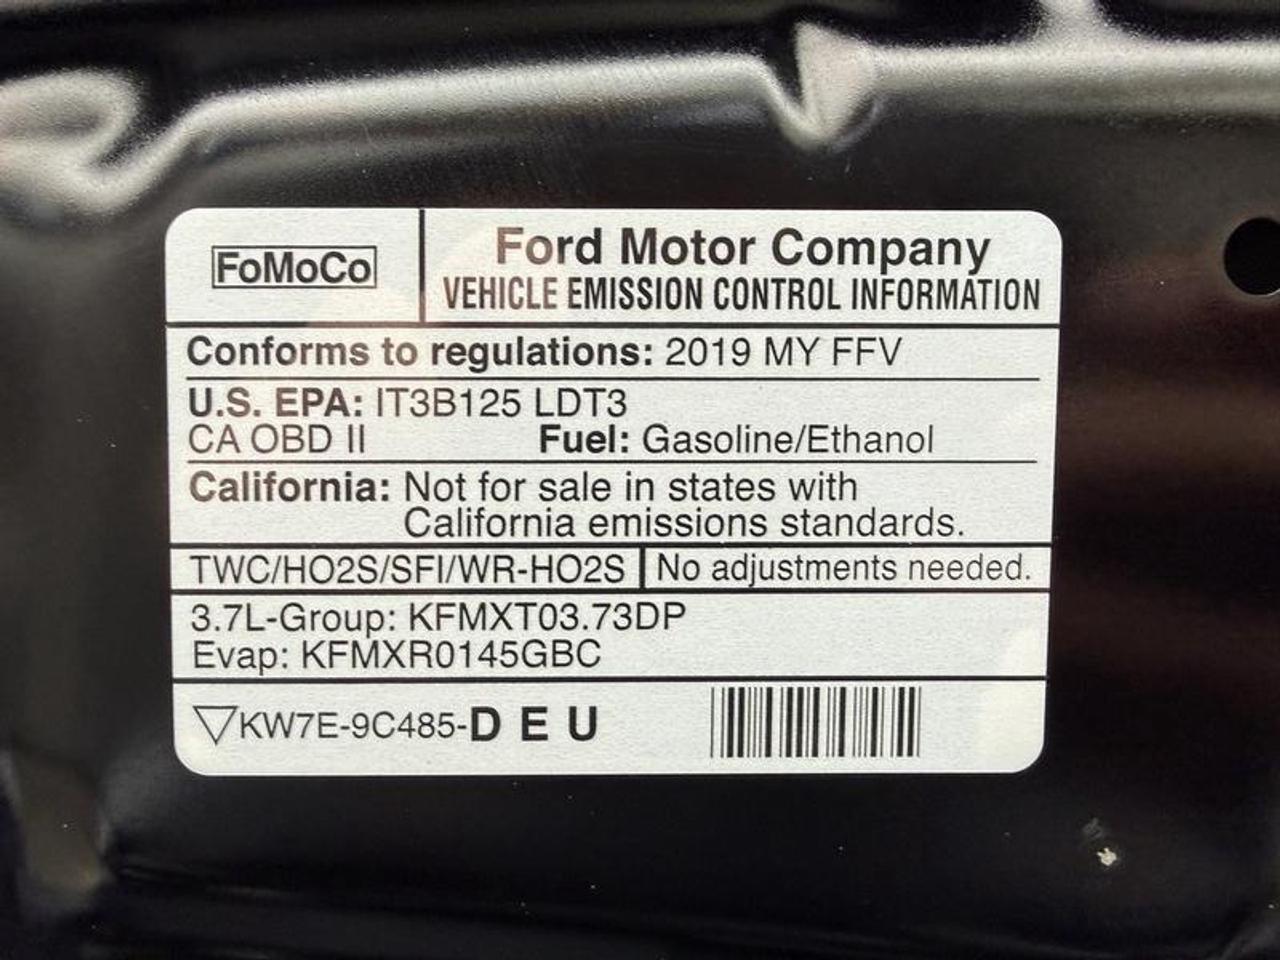 FoMoCo
Ford Motor Company
VEHICLE EMISSION CONTROL INFORMATION
Conforms to regulations: 2019 MY FFV
U.S. EPA: IT3B125 LDT3
CA OBD II Fuel: Gasoline/Ethanol
California: Not for sale in states with
California emissions standards.
TWC/HO2S/SFI/WR-HO2S No adjustments needed.
3.7L-Group: KFMXT03.73DP
Evap: KFMXR0145GBC
▽KW7E-9C485-D E U